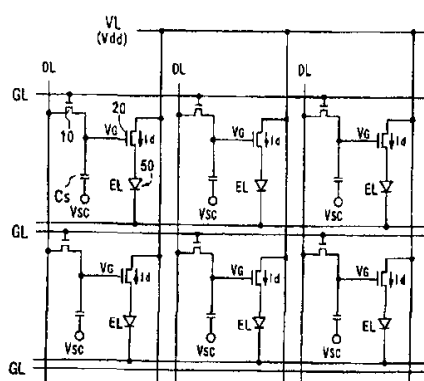 VL
(Vdd)
DL DL DL
GL
20
10 VG Id VG Id VG Id
50
Cs EL EL EL
VSC VSC VSC
GL
VG Id VG Id VG Id
EL EL EL
VSC VSC VSC
GL